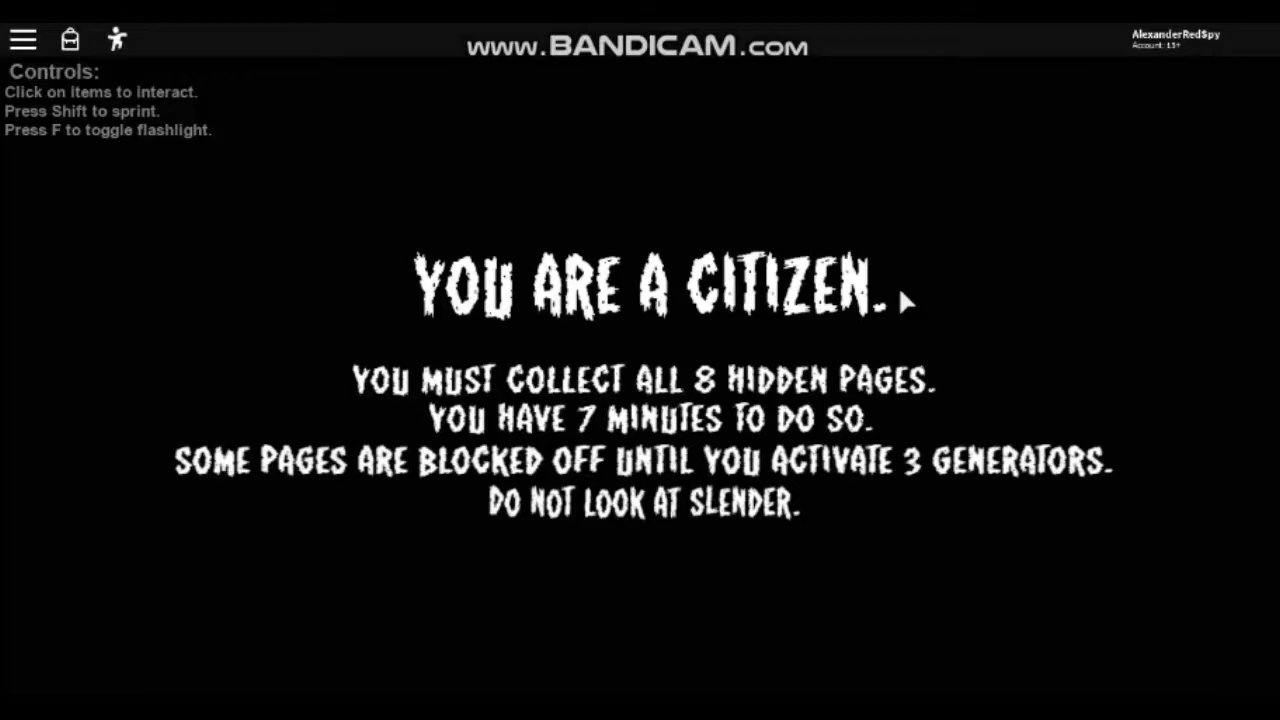 www.BANDICAM.com
AlexanderRedSpy
Account: 13+
Controls:
Click on items to interact.
Press Shift to sprint.
Press F to toggle flashlight.
YOU ARE A CITIZEN.
YOU MUST COLLECT ALL 8 HIDDEN PAGES.
YOU HAVE 7 MINUTES TO DO SO.
SOME PAGES ARE BLOCKED OFF UNTIL YOU ACTIVATE 3 GENERATORS.
DO NOT LOOK AT SLENDER.